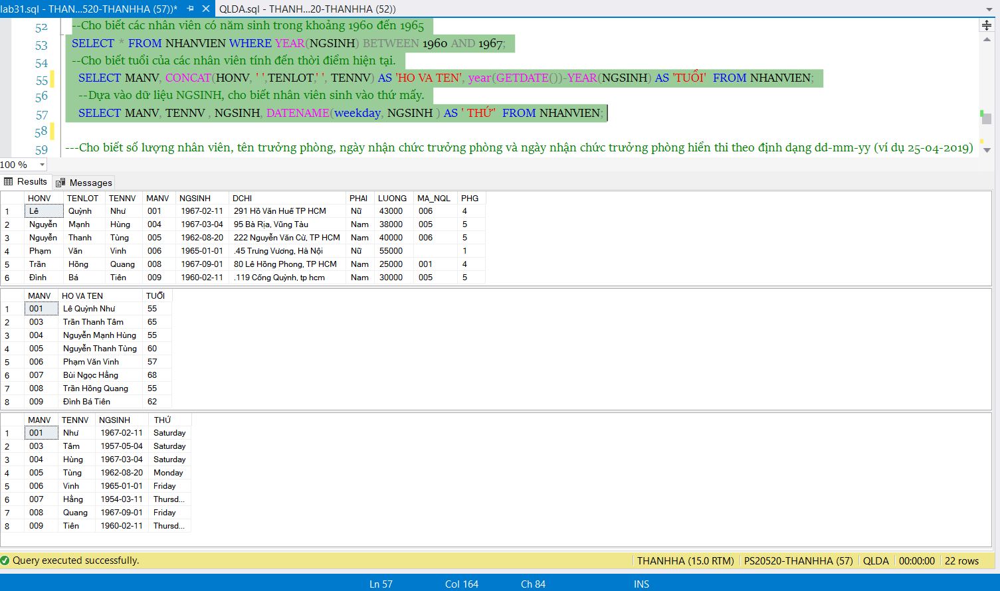 lab31.sql - THAN...520-THANHHA (57))* QLDA.sql - THANH...20-THANHHA (52))
52 --Cho biết các nhân viên có năm sinh trong khoảng 1960 đến 1965
53 SELECT * FROM NHANVIEN WHERE YEAR(NGSINH) BETWEEN 1960 AND 1967;
54 --Cho biết tuổi của các nhân viên tính đến thời điểm hiện tại.
55 SELECT MANV, CONCAT(HONV, ' ',TENLOT,' ', TENNV) AS 'HO VA TEN', year(GETDATE())-YEAR(NGSINH) AS 'TUỔI' FROM NHANVIEN;
56 --Dựa vào dữ liệu NGSINH, cho biết nhân viên sinh vào thứ mấy.
57 SELECT MANV, TENNV , NGSINH, DATENAME(weekday, NGSINH ) AS ' THỨ' FROM NHANVIEN;
58
59 ---Cho biết số lượng nhân viên, tên trưởng phòng, ngày nhận chức trưởng phòng và ngày nhận chức trưởng phòng hiển thi theo định dạng dd-mm-yy (ví dụ 25-04-2019)
100 %
Results Messages
HONV TENLOT TENNV MANV NGSINH DCHI PHAI LUONG MA_NQL PHG
1 Lê Quỳnh Như 001 1967-02-11 291 Hồ Văn Huế TP HCM Nữ 43000 006 4
2 Nguyễn Mạnh Hùng 004 1967-03-04 95 Bà Rịa, Vũng Tàu Nam 38000 005 5
3 Nguyễn Thanh Tùng 005 1962-08-20 222 Nguyễn Văn Cừ, TP HCM Nam 40000 006 5
4 Phạm Văn Vinh 006 1965-01-01 .45 Trưng Vương, Hà Nội Nữ 55000 1
5 Trần Hồng Quang 008 1967-09-01 80 Lê Hồng Phong, TP HCM Nam 25000 001 4
6 Đinh Bá Tiên 009 1960-02-11 .119 Cống Quỳnh, tp hcm Nam 30000 005 5
MANV HO VA TEN TUỔI
1 001 Lê Quỳnh Như 55
2 003 Trần Thanh Tâm 65
3 004 Nguyễn Mạnh Hùng 55
4 005 Nguyễn Thanh Tùng 60
5 006 Phạm Văn Vinh 57
6 007 Bùi Ngọc Hằng 68
7 008 Trần Hồng Quang 55
8 009 Đinh Bá Tiên 62
MANV TENNV NGSINH THỨ
1 001 Như 1967-02-11 Saturday
2 003 Tâm 1957-05-04 Saturday
3 004 Hùng 1967-03-04 Saturday
4 005 Tùng 1962-08-20 Monday
5 006 Vinh 1965-01-01 Friday
6 007 Hằng 1954-03-11 Thursd...
7 008 Quang 1967-09-01 Friday
8 009 Tiên 1960-02-11 Thursd...
Query executed successfully. THANHHA (15.0 RTM) PS20520-THANHHA (57) QLDA 00:00:00 22 rows
Ln 57 Col 164 Ch 84 INS